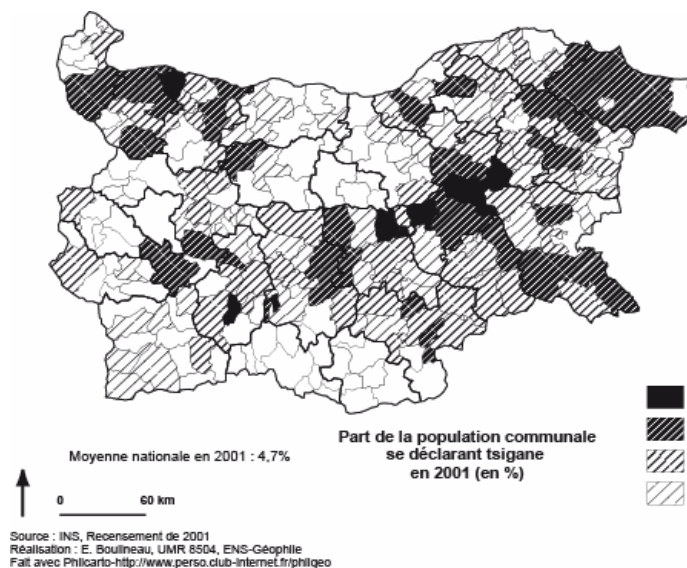 Part de la population communale
se déclarant tsigane
en 2001 (en %)
Moyenne nationale en 2001 : 4,7%
0 60 km
Source : INS, Recensement de 2001
Réalisation : E. Boulineau, UMR 8504, ENS-Géophile
Fait avec Philcarto-http://www.perso.club-internet.fr/philgeo